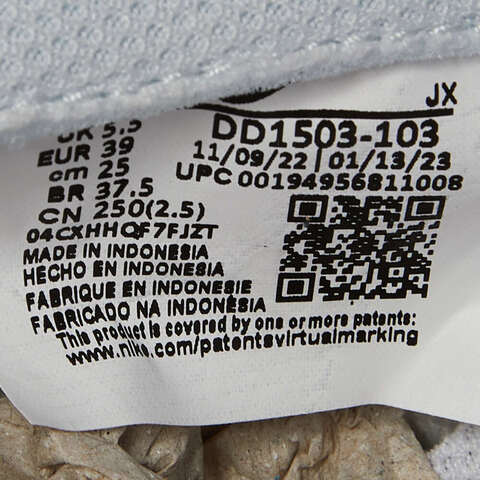 JX
UK 5.5
EUR 39
cm 25
BR 37.5
CN 250(2.5)
DD1503-103
11/09/22 | 01/13/23
UPC 00194956811008
04CXHHQF7FJZT
MADE IN INDONESIA
HECHO EN INDONESIA
FABRIQUE EN INDONESIE
FABRICADO NA INDONÉSIA
This product is covered by one or more patents:
www.nike.com/patentsvirtualmarking